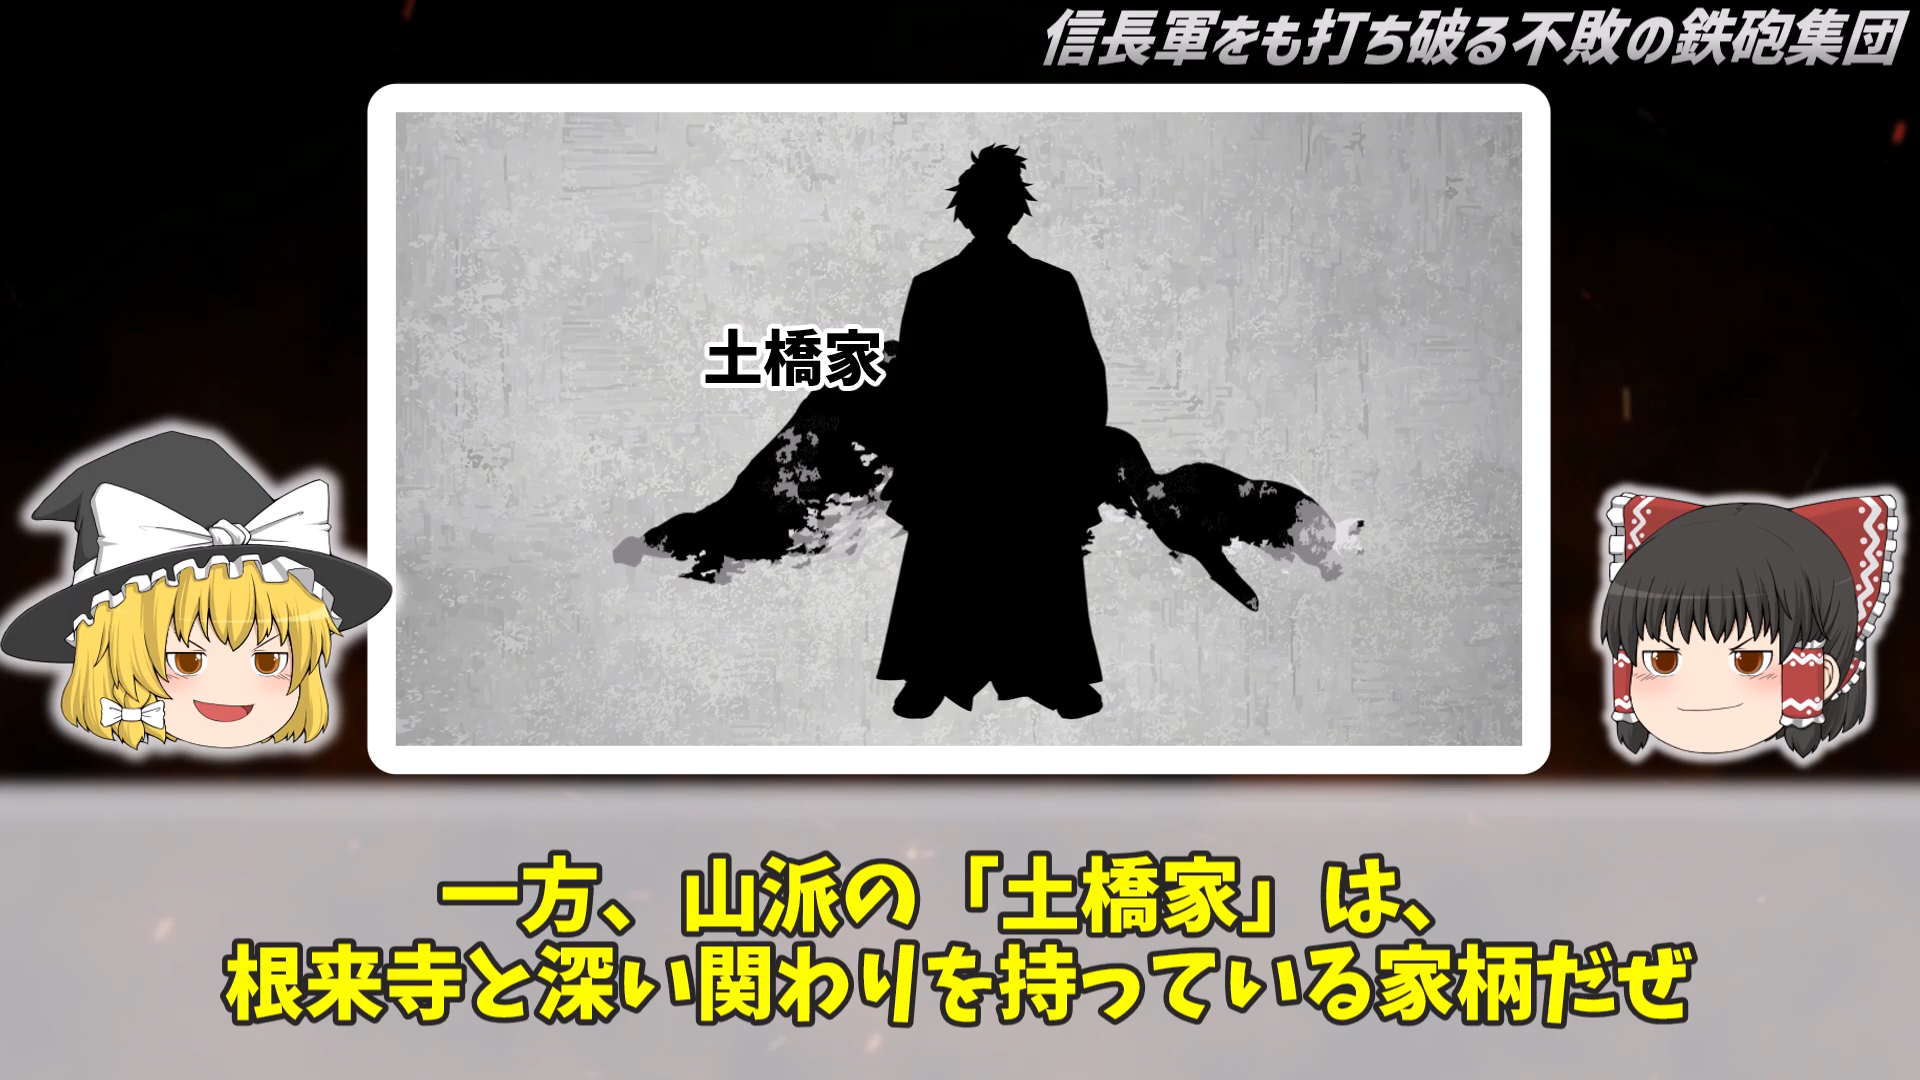 信長軍をも打ち破る不敗の鉄砲集団
土橋家
一方、山派の「土橋家」は、
根来寺と深い関わりを持っている家柄だぜ